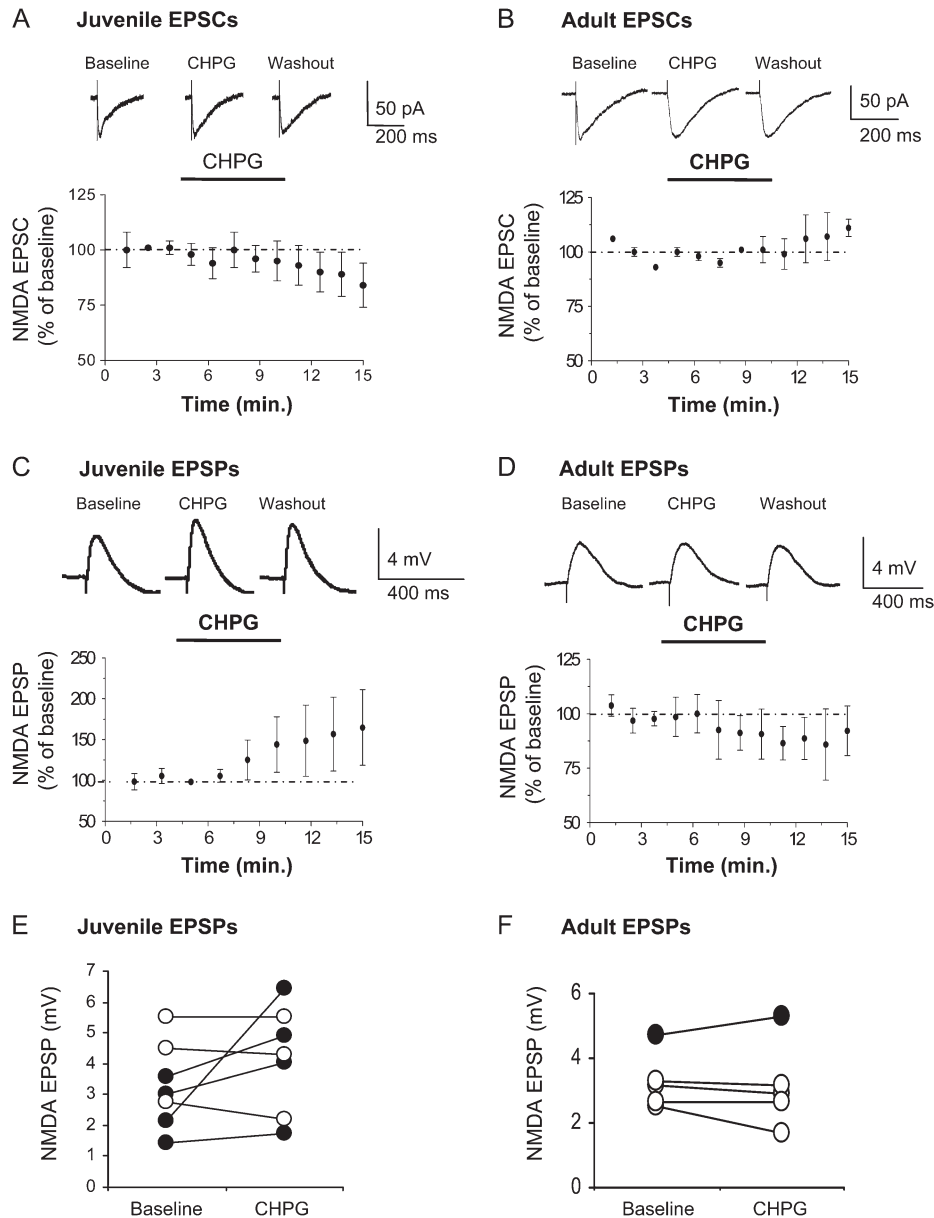 A Juvenile EPSCs
Baseline CHPG Washout
50 pA
200 ms
CHPG
NMDA EPSC
(% of baseline)
125
100
75
50
0 3 6 9 12 15
Time (min.)
B Adult EPSCs
Baseline CHPG Washout
50 pA
200 ms
CHPG
NMDA EPSC
(% of baseline)
125
100
75
50
0 3 6 9 12 15
Time (min.)
C Juvenile EPSPs
Baseline CHPG Washout
4 mV
400 ms
CHPG
NMDA EPSP
(% of baseline)
250
200
150
100
50
0 3 6 9 12 15
Time (min.)
D Adult EPSPs
Baseline CHPG Washout
4 mV
400 ms
CHPG
NMDA EPSP
(% of baseline)
125
100
75
50
0 3 6 9 12 15
Time (min.)
E Juvenile EPSPs
NMDA EPSP (mV)
7
6
5
4
3
2
1
0
Baseline CHPG
F Adult EPSPs
NMDA EPSP (mV)
6
4
2
0
Baseline CHPG